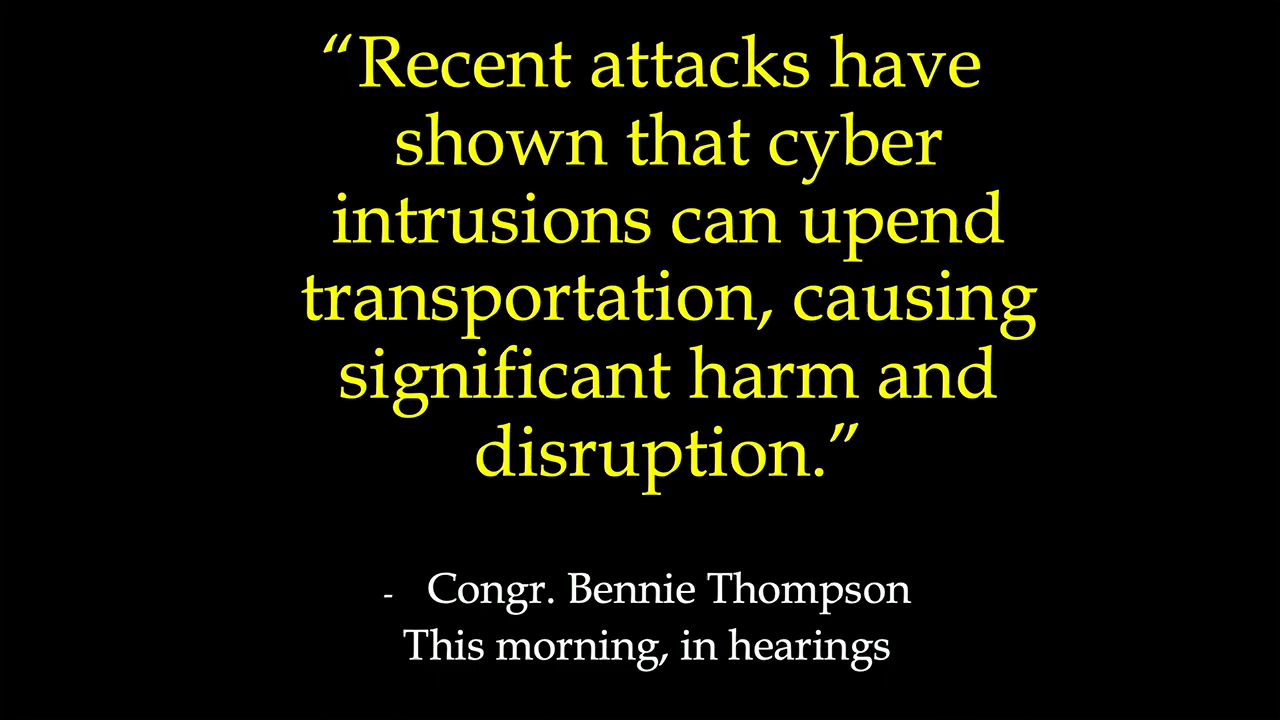 “Recent attacks have
shown that cyber
intrusions can upend
transportation, causing
significant harm and
disruption.”
- Congr. Bennie Thompson
This morning, in hearings